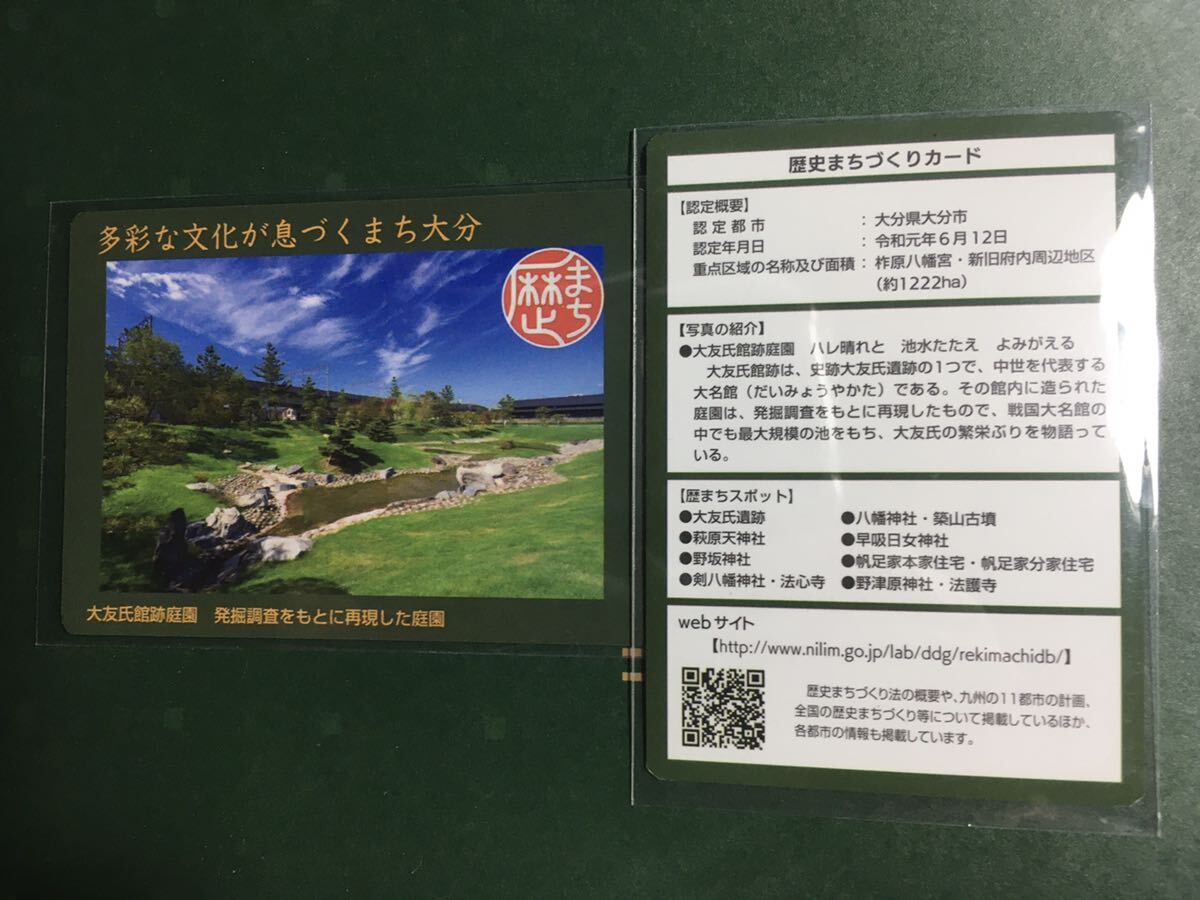 多彩な文化が息づくまち大分
歴まち
大友氏館跡庭園　発掘調査をもとに再現した庭園
歴史まちづくりカード
【認定概要】
認定都市　：大分県大分市
認定年月日　：令和元年6月12日
重点区域の名称及び面積：柞原八幡宮・新旧府内周辺地区
(約1222ha)
【写真の紹介】
●大友氏館跡庭園　ハレ晴れと　池水たたえ　よみがえる
大友氏館跡は、史跡大友氏遺跡の1つで、中世を代表する
大名館（だいみょうやかた）である。その館内に造られた
庭園は、発掘調査をもとに再現したもので、戦国大名館の
中でも最大規模の池をもち、大友氏の繁栄ぶりを物語って
いる。
【歴まちスポット】
●大友氏遺跡　●八幡神社・築山古墳
●萩原天神社　●早吸日女神社
●野坂神社　●帆足家本家住宅・帆足家分家住宅
●剣八幡神社・法心寺　●野津原神社・法護寺
webサイト
【http://www.nilim.go.jp/lab/ddg/rekimachidb/】
歴史まちづくり法の概要や、九州の11都市の計画、
全国の歴史まちづくり等について掲載しているほか、
各都市の情報も掲載しています。